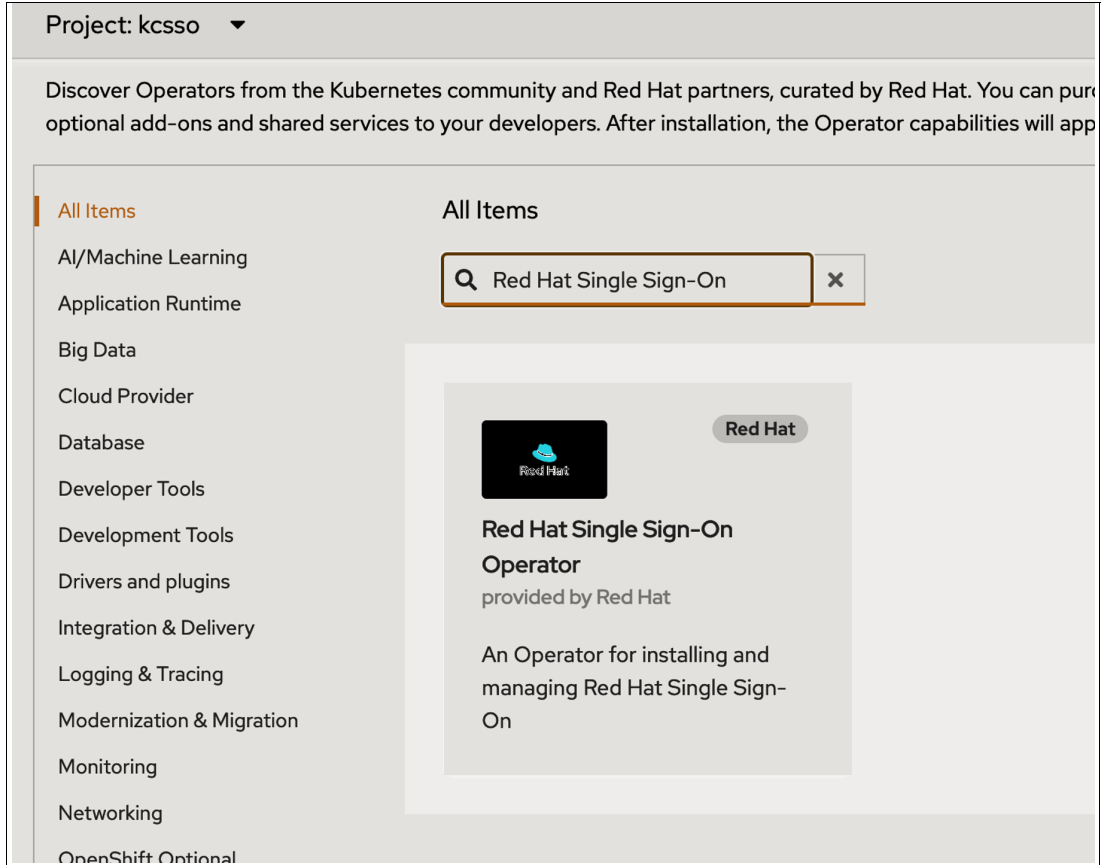 Project: kcsso
Discover Operators from the Kubernetes community and Red Hat partners, curated by Red Hat. You can
optional add-ons and shared services to your developers. After installation, the Operator capabilities will
All Items
AI/Machine Learning
Application Runtime
Big Data
Cloud Provider
Database
Developer Tools
Development Tools
Drivers and plugins
Integration & Delivery
Logging & Tracing
Modernization & Migration
Monitoring
Networking
OpenShift Optional
All Items
Red Hat Single Sign-On
Red Hat
Red Hat
Red Hat Single Sign-On
Operator
provided by Red Hat
An Operator for installing and
managing Red Hat Single Sign-
On